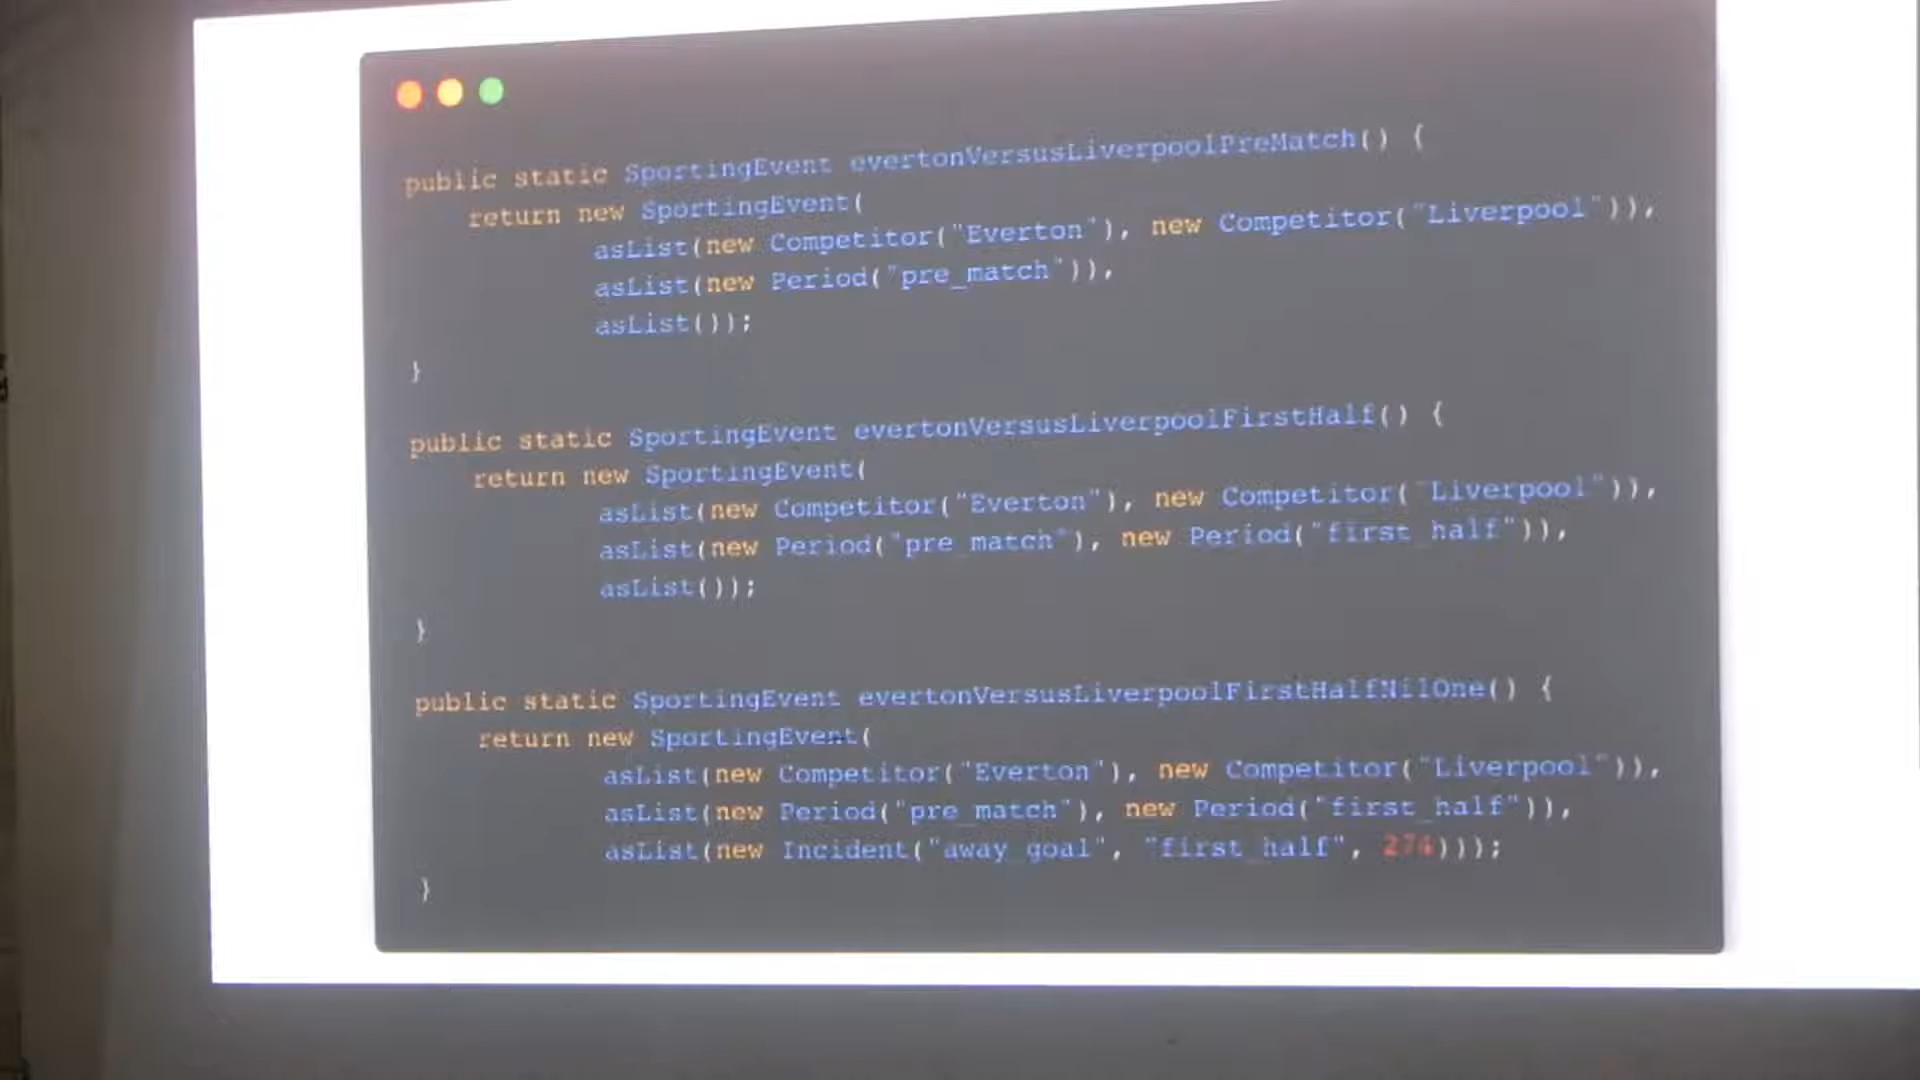 public static SportingEvent evertonVersusLiverpoolPreMatch() {
    return new SportingEvent(
            asList(new Competitor("Everton"), new Competitor("Liverpool")),
            asList(new Period("pre_match")),
            asList());
}
public static SportingEvent evertonVersusLiverpoolFirstHalf() {
    return new SportingEvent(
            asList(new Competitor("Everton"), new Competitor("Liverpool")),
            asList(new Period("pre_match"), new Period("first_half")),
            asList());
}
public static SportingEvent evertonVersusLiverpoolFirstHalfNilOne() {
    return new SportingEvent(
            asList(new Competitor("Everton"), new Competitor("Liverpool")),
            asList(new Period("pre_match"), new Period("first_half")),
            asList(new Incident("away_goal", "first_half", 274)));
}